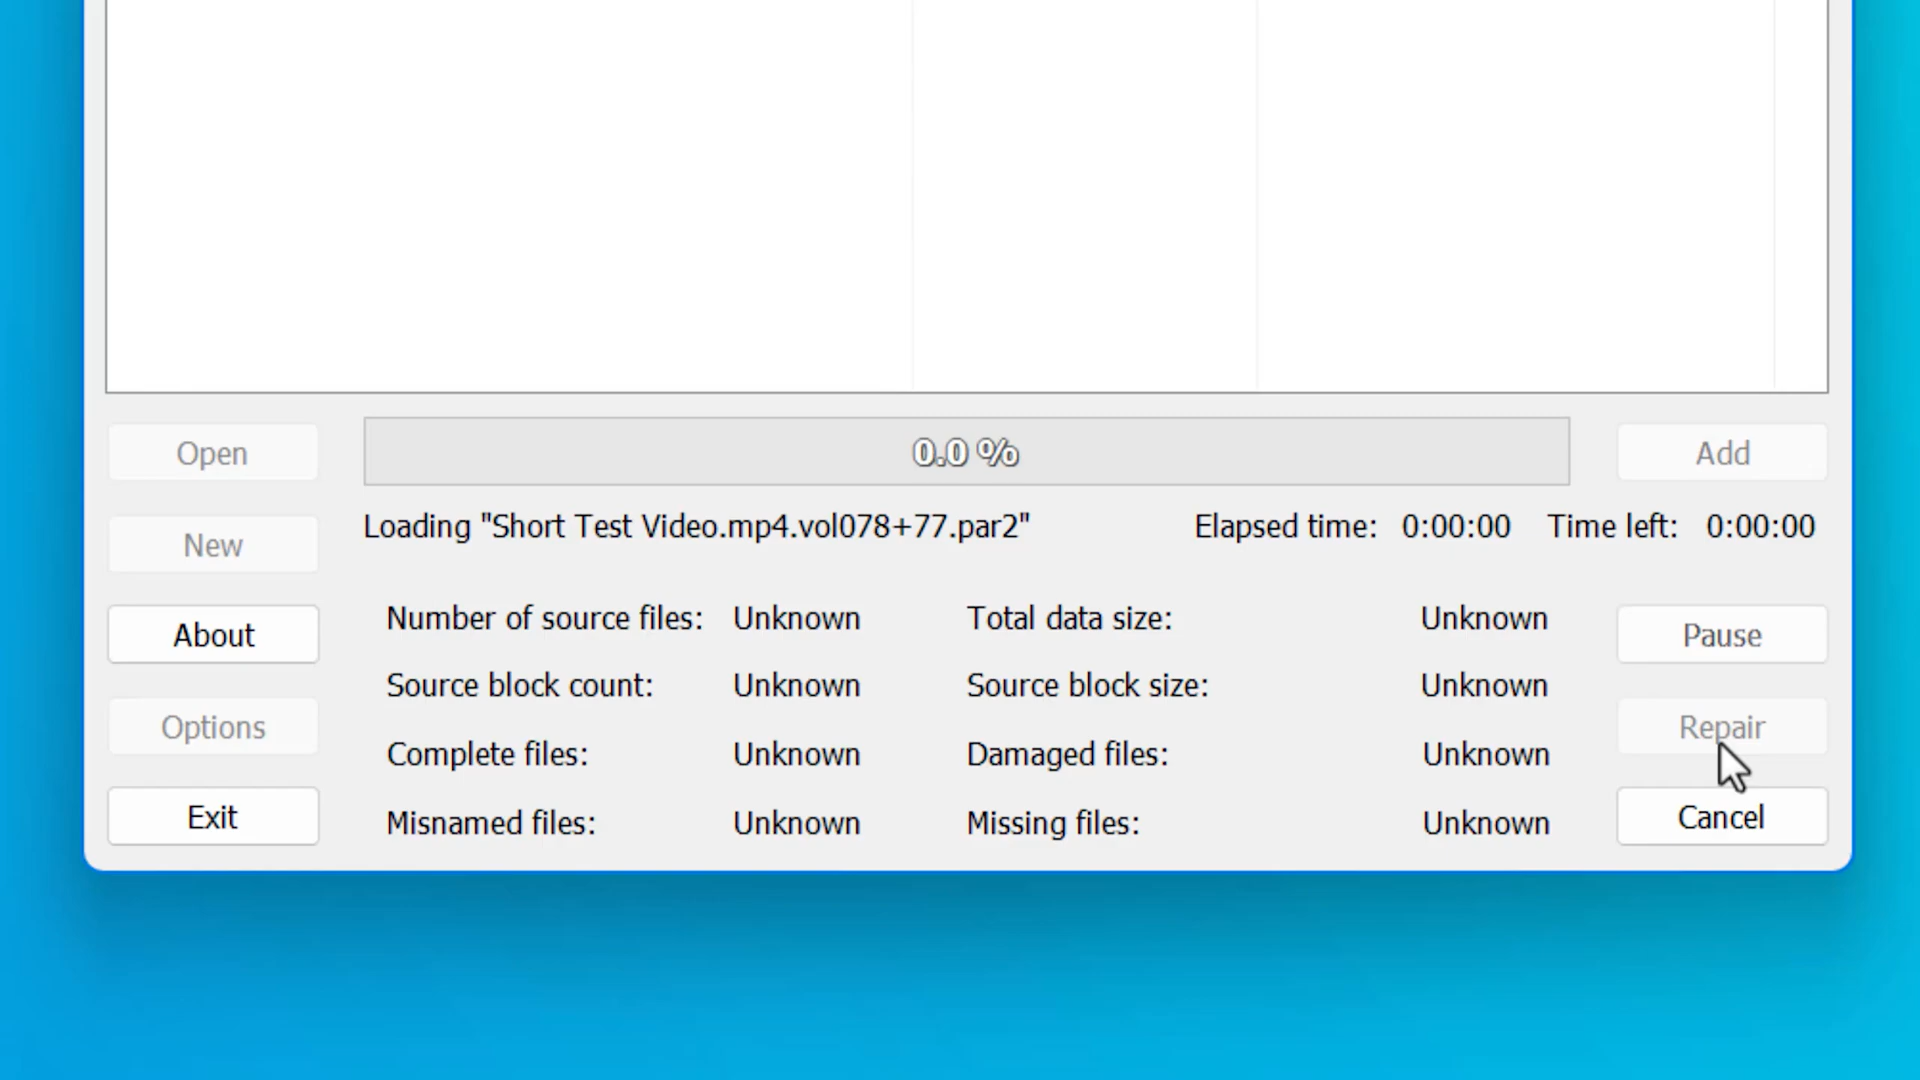 Open
0.0 %
Add
Loading "Short Test Video.mp4.vol078+77.par2" Elapsed time: 0:00:00 Time left: 0:00:00
New
Number of source files: Unknown Total data size: Unknown
About
Pause
Source block count: Unknown Source block size: Unknown
Options
Repair
Complete files: Unknown Damaged files: Unknown
Exit
Misnamed files: Unknown Missing files: Unknown
Cancel